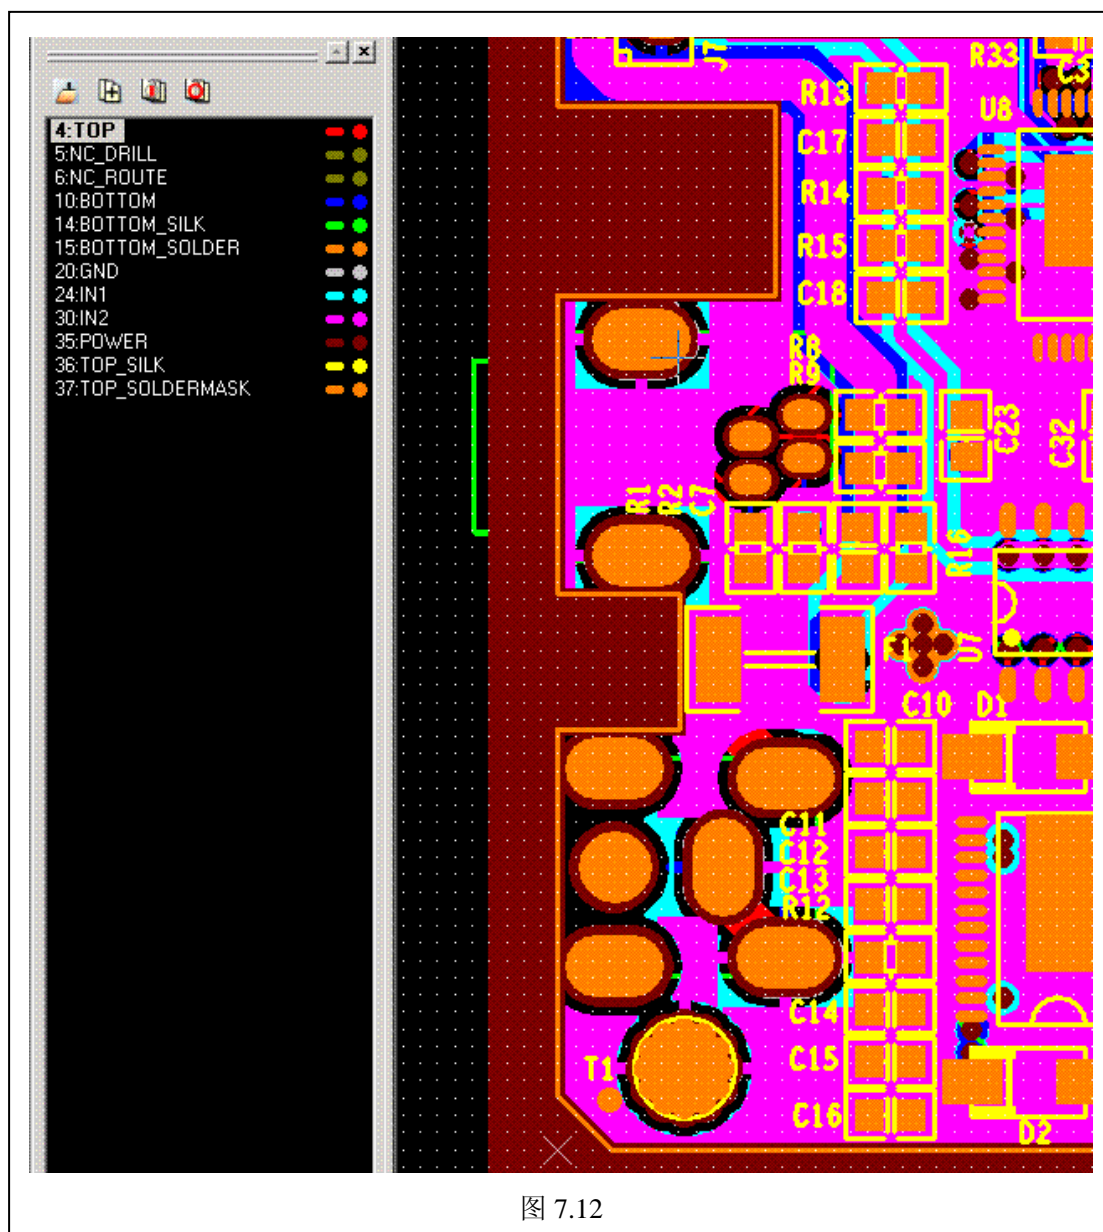 4:TOP
5:NC_DRILL
6:NC_ROUTE
10:BOTTOM
14:BOTTOM_SILK
15:BOTTOM_SOLDER
20:GND
24:IN1
30:IN2
35:POWER
36:TOP_SILK
37:TOP_SOLDERMASK
J7
R33
R13
U8
C17
R14
R15
C18
R8
R9
C23
C32
R1
R2
C7
R16
U7
C10
D1
C11
C12
C13
R12
C14
T1
C15
C16
D2
图 7.12